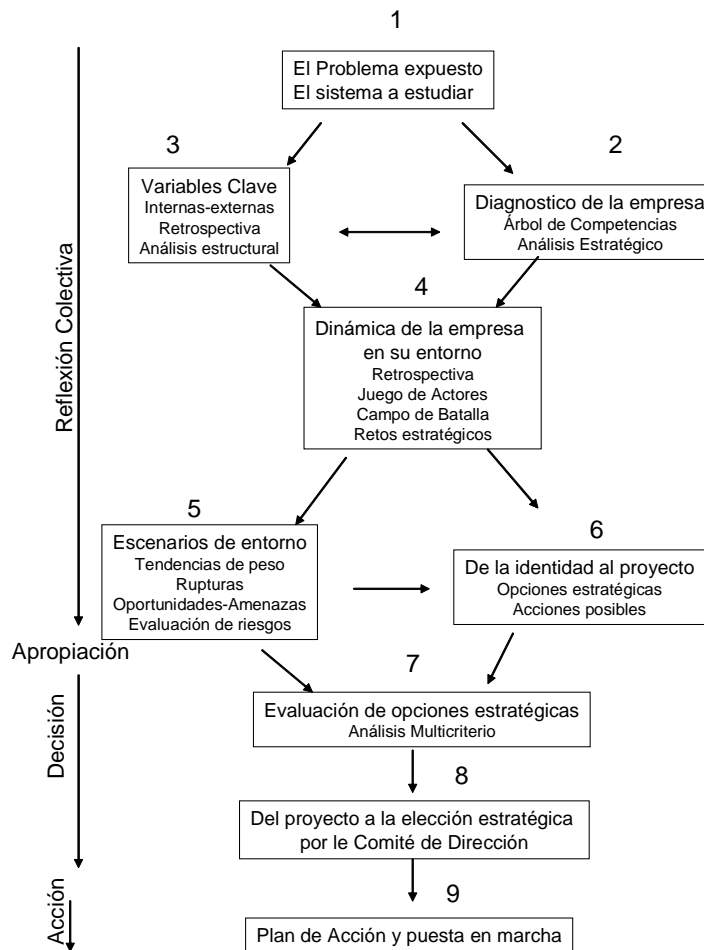 1
El Problema expuesto
El sistema a estudiar
3
Variables Clave
Internas-externas
Retrospectiva
Análisis estructural
2
Diagnostico de la empresa
Árbol de Competencias
Análisis Estratégico
4
Dinámica de la empresa
en su entorno
Retrospectiva
Juego de Actores
Campo de Batalla
Retos estratégicos
Reflexión Colectiva
5
Escenarios de entorno
Tendencias de peso
Rupturas
Oportunidades-Amenazas
Evaluación de riesgos
6
De la identidad al proyecto
Opciones estratégicas
Acciones posibles
Apropiación
7
Evaluación de opciones estratégicas
Análisis Multicriterio
Decisión
8
Del proyecto a la elección estratégica
por le Comité de Dirección
9
Acción
Plan de Acción y puesta en marcha